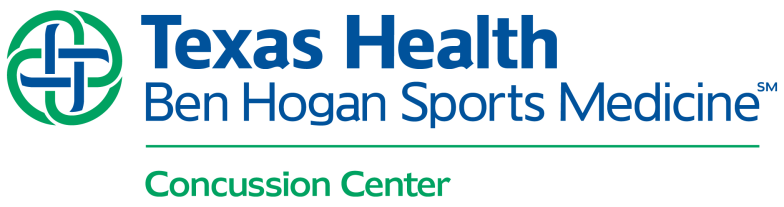 Texas Health
Ben Hogan Sports Medicine℠
Concussion Center